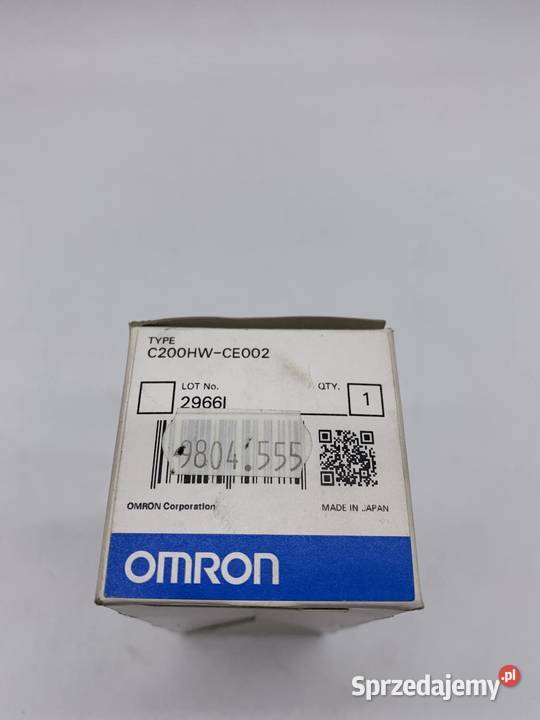 TYPE
C200HW-CE002
LOT No.
QTY.
2966I
1
9804.555
OMRON Corporation
MADE IN JAPAN
OMRON
Sprzedajemy.pl